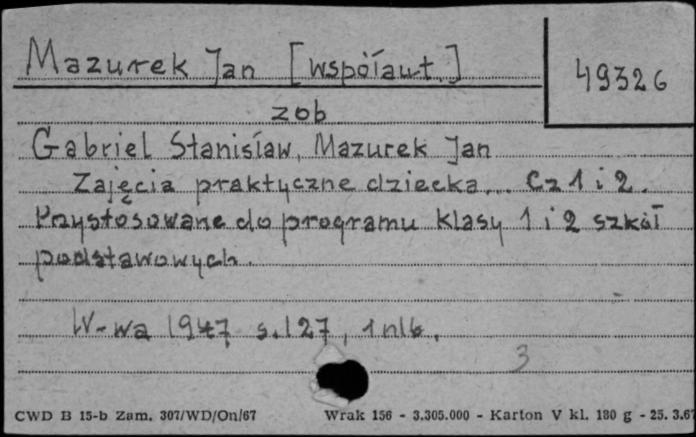 Mazurek Jan [współaut.]
49326
zob
Gabriel Stanisław, Mazurek Jan
Zajęcia praktyczne dziecka... Cz 1 i 2.
Przystosowane do programu klasy 1 i 2 szkół
podstawowych.
W-wa 1947 s. 127, 1 nlb.
3
CWD B 15-b Zam. 307/WD/On/67 Wrak 156 - 3.305.000 - Karton V kl. 180 g - 25. 3.67